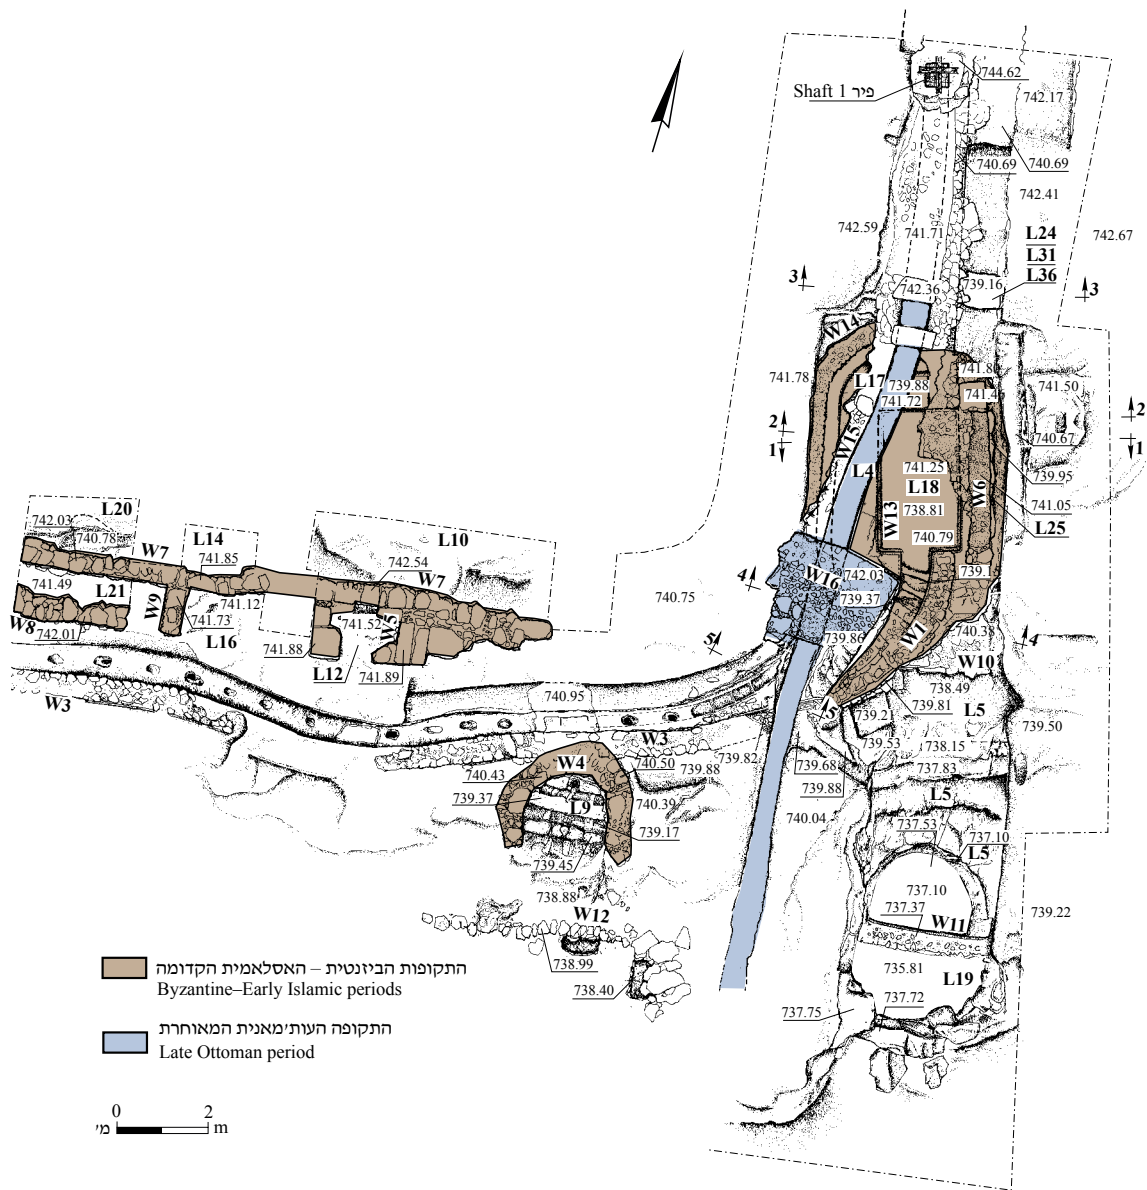 744.62
Shaft 1 פיר
742.17
740.69
740.69
742.41
742.59
741.71
L24
742.67
L31
L36
3
742.36
739.16
3
W14
741.78
L17
739.88
741.8
741.50
741.72
741.4
2
2
1
W15
740.67
1
L4
741.25
739.95
L18
W6
738.81
741.05
W13
L25
740.79
742.03
L20
740.78
L14
L10
W7
741.85
742.54
W7
4
W16
742.03
739.1
741.49
L21
W9
741.12
740.75
739.37
W8
742.01
741.73
L16
741.52
W5
5
739.86
W1
740.38
4
741.88
L12
741.89
W10
738.49
W3
740.95
739.81
L5
5
739.21
739.50
W3
739.82
739.53
738.15
W4
740.50
739.88
739.68
737.83
740.43
739.37
L9
740.39
739.88
L5
739.17
740.04
737.53
737.10
739.45
L5
738.88
737.10
737.37
W12
W11
739.22
738.99
735.81
L19
738.40
737.75
737.72
התקופות הביזנטית – האסלאמית הקדומה
Byzantine–Early Islamic periods
התקופה העות'מאנית המאוחרת
Late Ottoman period
0 2
מ' m